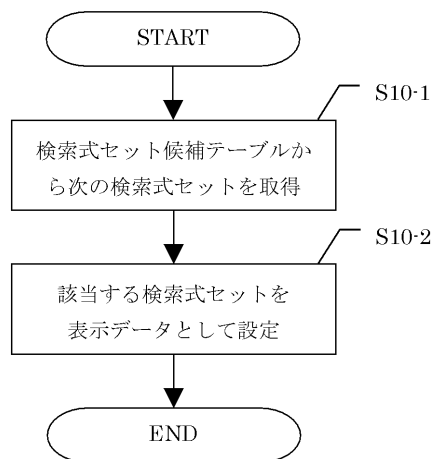 START
S10-1
検索式セット候補テーブルか
ら次の検索式セットを取得
S10-2
該当する検索式セットを
表示データとして設定
END